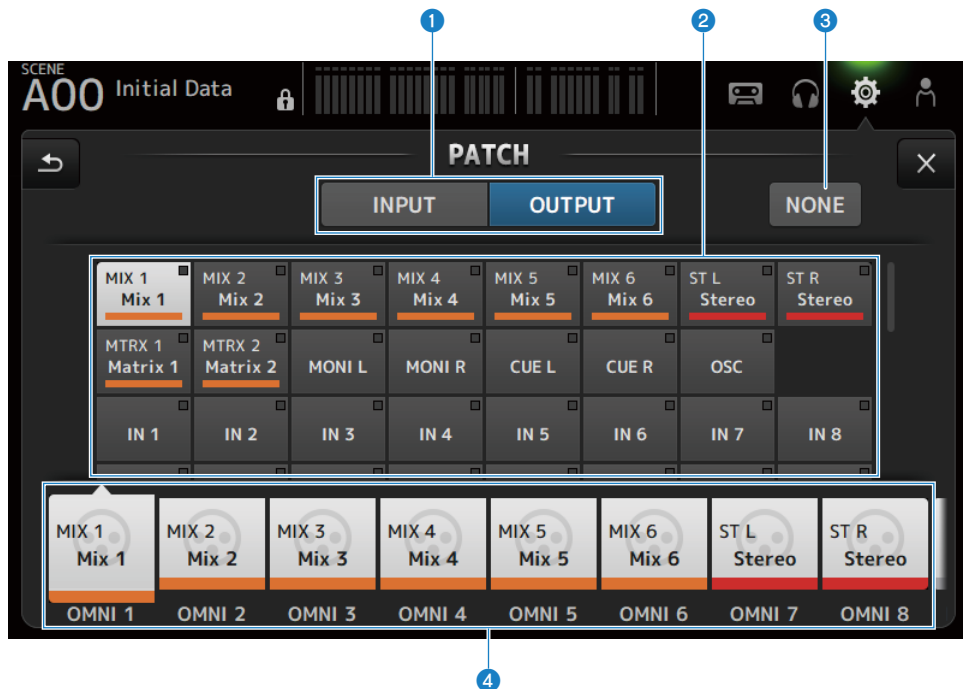 1 2 3
SCENE
A00 Initial Data
PATCH
INPUT OUTPUT NONE
MIX 1 MIX 2 MIX 3 MIX 4 MIX 5 MIX 6 ST L ST R
Mix 1 Mix 2 Mix 3 Mix 4 Mix 5 Mix 6 Stereo Stereo
MTRX 1 MTRX 2
Matrix 1 Matrix 2 MONI L MONI R CUE L CUE R OSC
IN 1 IN 2 IN 3 IN 4 IN 5 IN 6 IN 7 IN 8
MIX 1 MIX 2 MIX 3 MIX 4 MIX 5 MIX 6 ST L ST R
Mix 1 Mix 2 Mix 3 Mix 4 Mix 5 Mix 6 Stereo Stereo
OMNI 1 OMNI 2 OMNI 3 OMNI 4 OMNI 5 OMNI 6 OMNI 7 OMNI 8
4